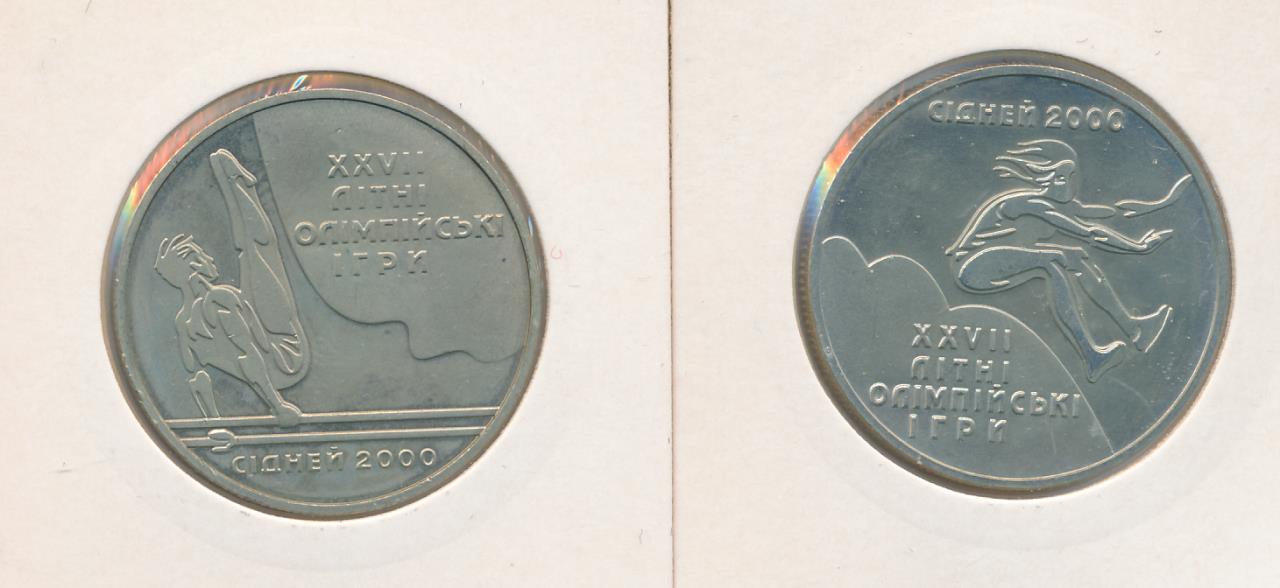 XXVII
ЛІТНІ
ОЛІМПІЙСЬКІ
ІГРИ
СІДНЕЙ 2000
СІДНЕЙ 2000
XXVII
ЛІТНІ
ОЛІМПІЙСЬКІ
ІГРИ